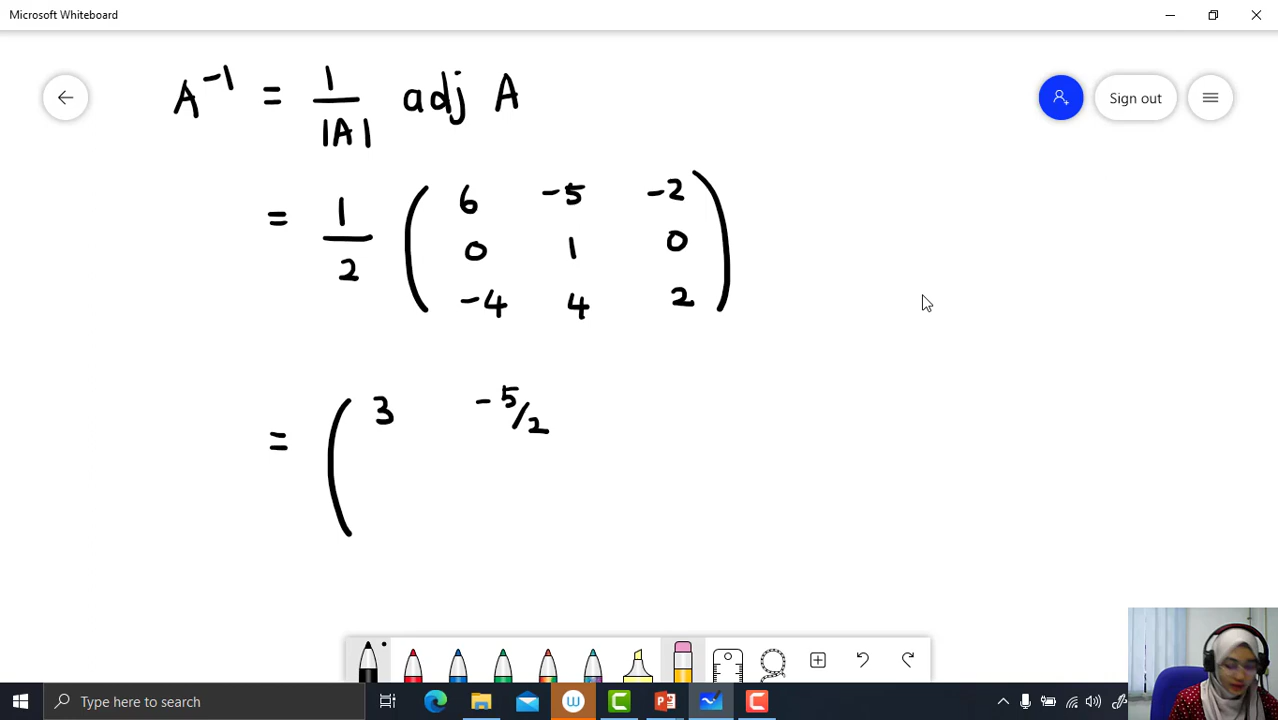 Microsoft Whiteboard
Sign out
A⁻¹ = 1/|A| adj A
= 1/2 ( 6 -5 -2
0 1 0
-4 4 2 )
= ( 3 -5/2
Type here to search